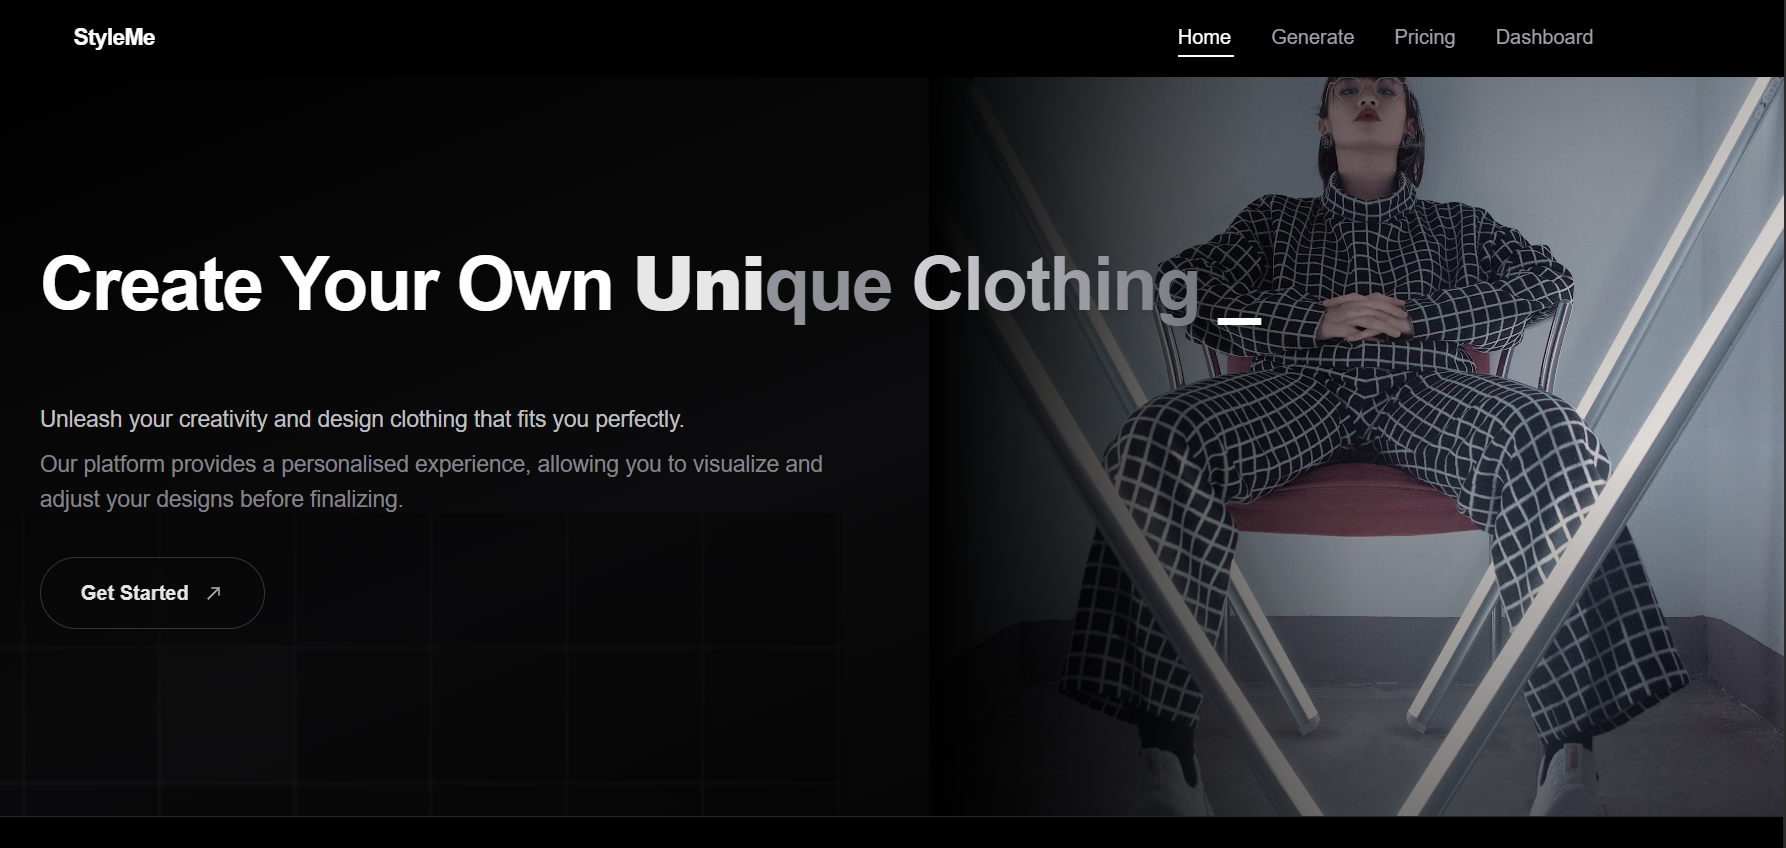 StyleMe
Home Generate Pricing Dashboard
Create Your Own Unique Clothing _
Unleash your creativity and design clothing that fits you perfectly.
Our platform provides a personalised experience, allowing you to visualize and
adjust your designs before finalizing.
Get Started